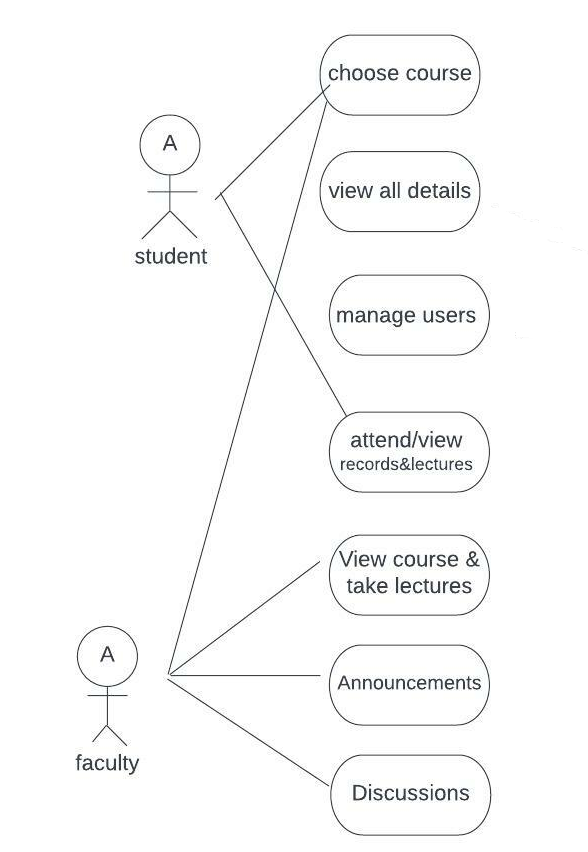 choose course
A
view all details
student
manage users
attend/view
records&lectures
View course &
take lectures
A
Announcements
faculty
Discussions